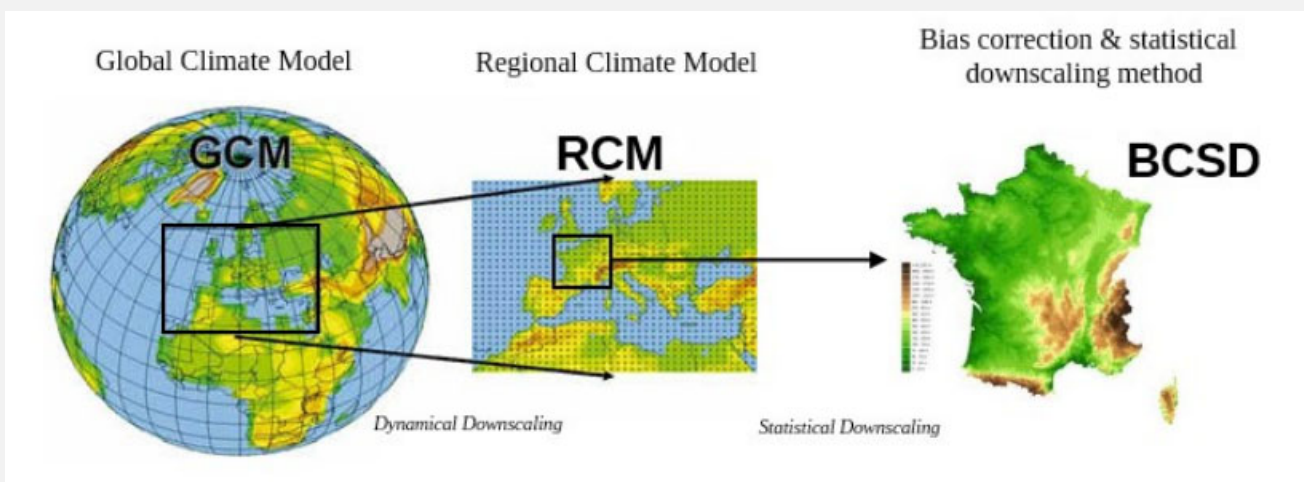 Global Climate Model
Regional Climate Model
Bias correction & statistical
downscaling method
GCM
RCM
BCSD
Dynamical Downscaling
Statistical Downscaling